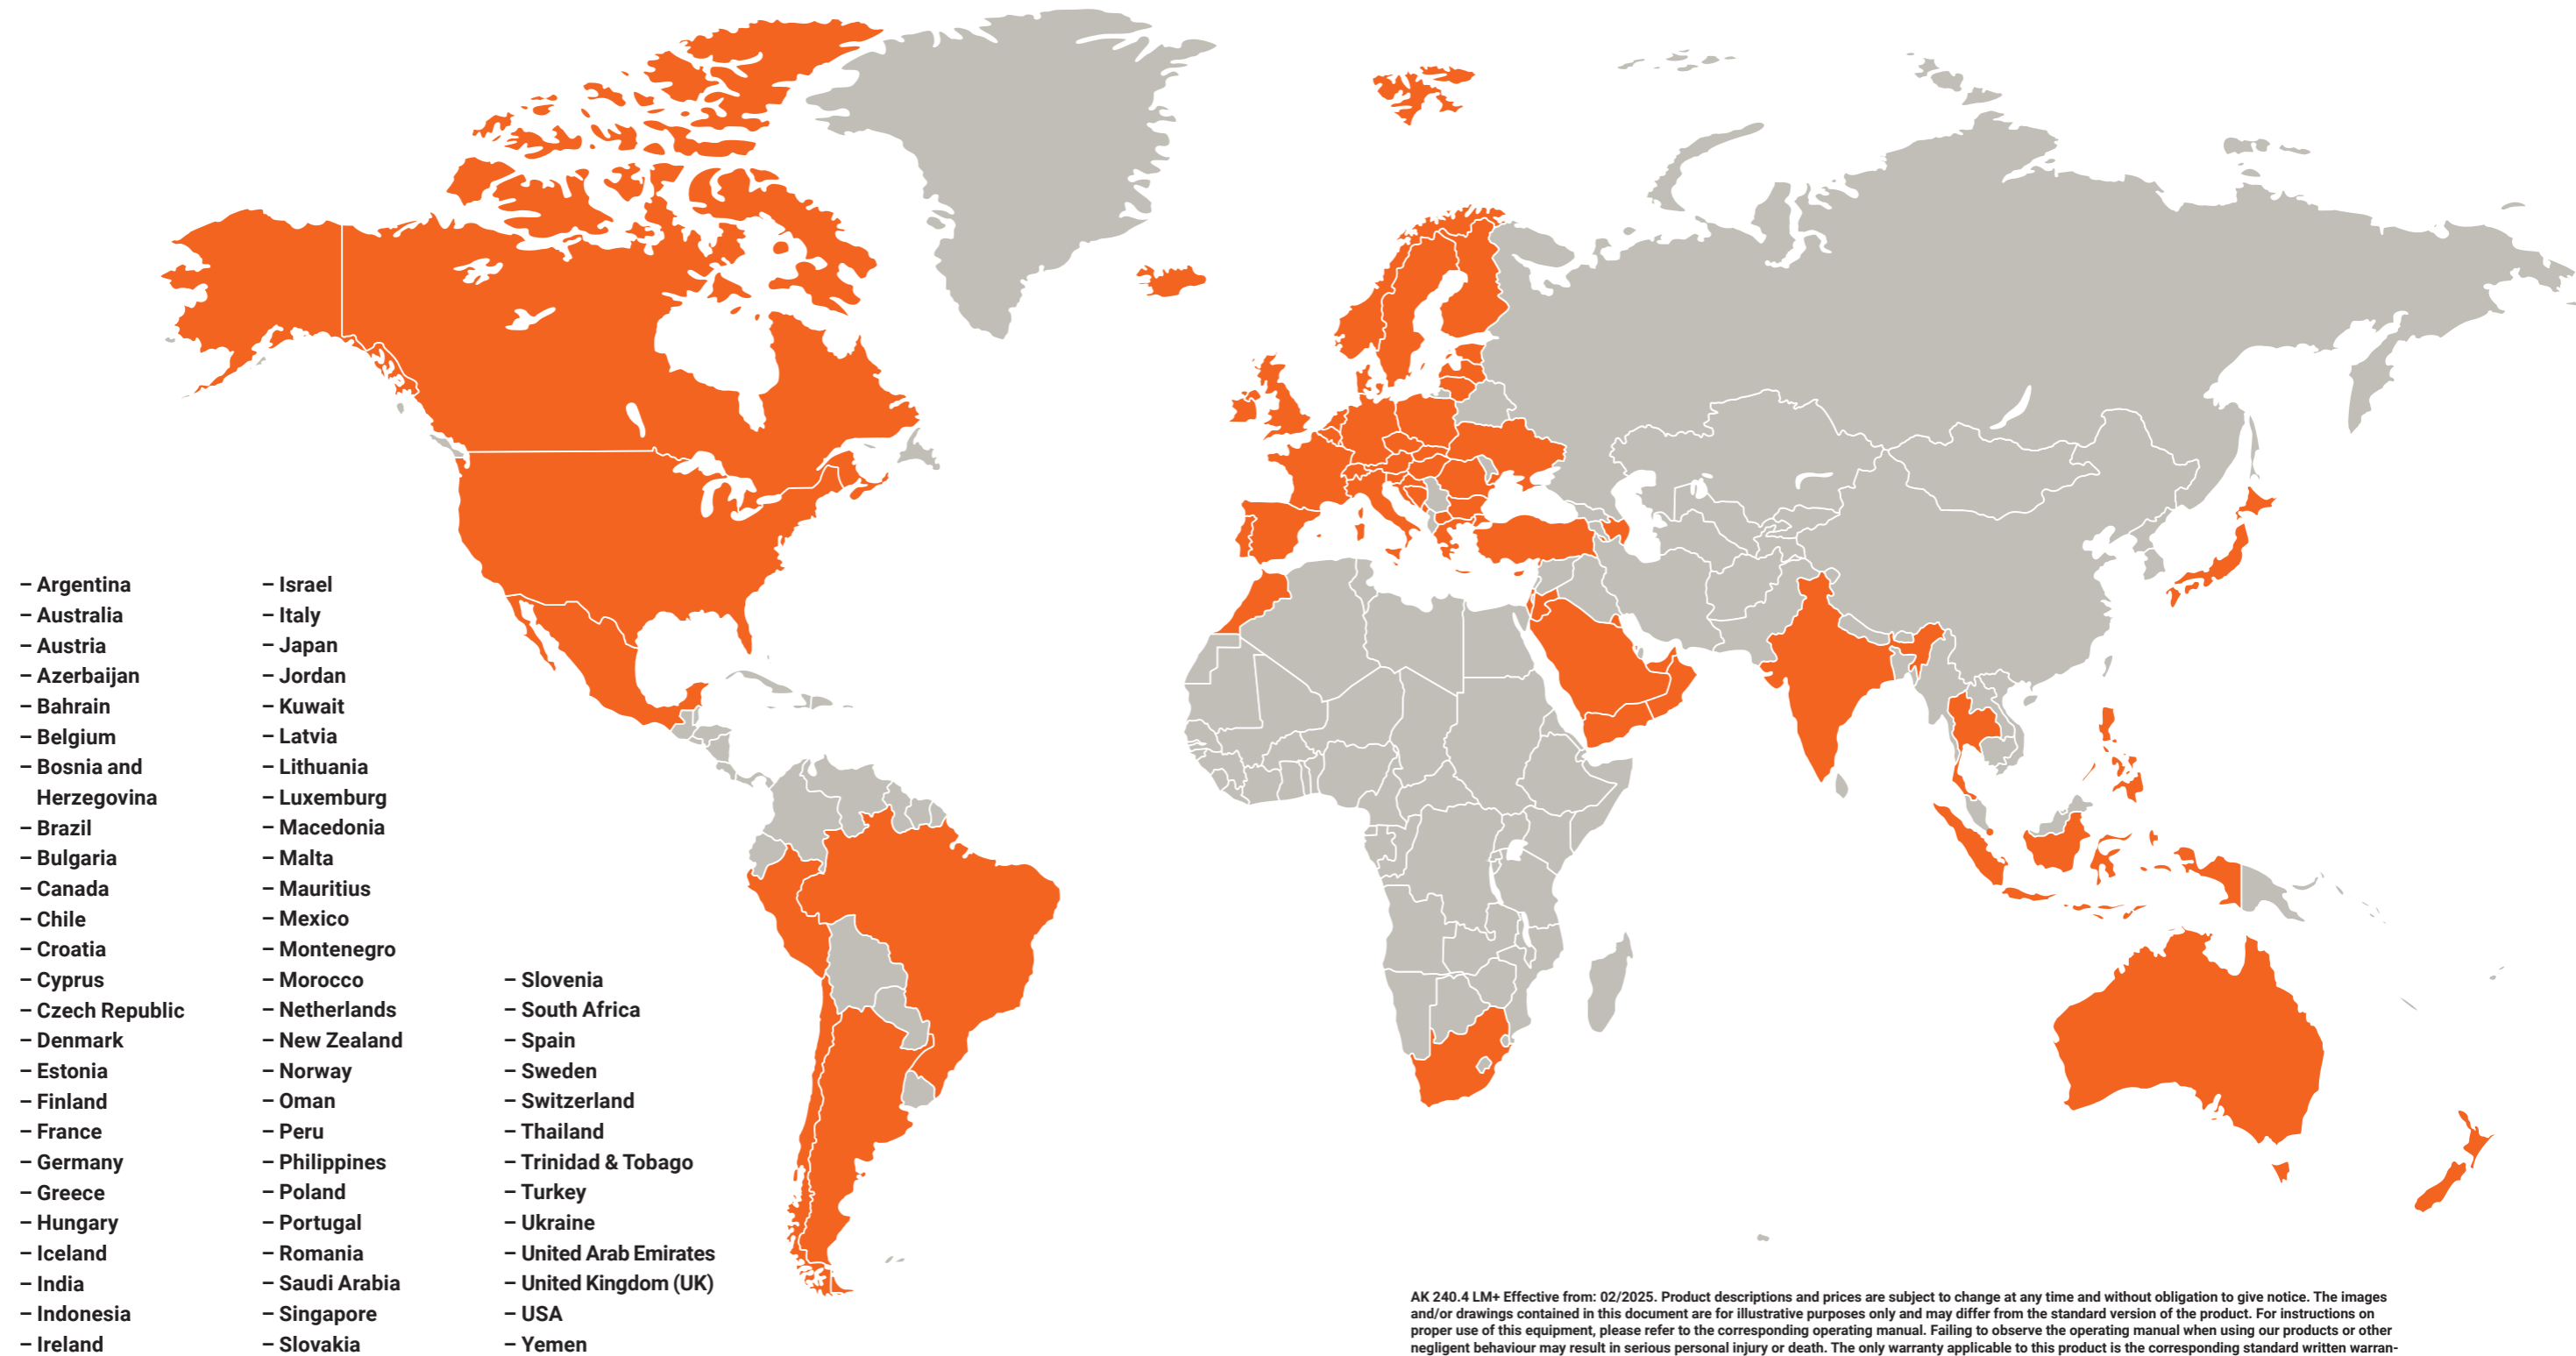 – Argentina
– Australia
– Austria
– Azerbaijan
– Bahrain
– Belgium
– Bosnia and
Herzegovina
– Brazil
– Bulgaria
– Canada
– Chile
– Croatia
– Cyprus
– Czech Republic
– Denmark
– Estonia
– Finland
– France
– Germany
– Greece
– Hungary
– Iceland
– India
– Indonesia
– Ireland
– Israel
– Italy
– Japan
– Jordan
– Kuwait
– Latvia
– Lithuania
– Luxemburg
– Macedonia
– Malta
– Mauritius
– Mexico
– Montenegro
– Morocco
– Netherlands
– New Zealand
– Norway
– Oman
– Peru
– Philippines
– Poland
– Portugal
– Romania
– Saudi Arabia
– Singapore
– Slovakia
– Slovenia
– South Africa
– Spain
– Sweden
– Switzerland
– Thailand
– Trinidad & Tobago
– Turkey
– Ukraine
– United Arab Emirates
– United Kingdom (UK)
– USA
– Yemen
AK 240.4 LM+ Effective from: 02/2025. Product descriptions and prices are subject to change at any time and without obligation to give notice. The images
and/or drawings contained in this document are for illustrative purposes only and may differ from the standard version of the product. For instructions on
proper use of this equipment, please refer to the corresponding operating manual. Failing to observe the operating manual when using our products or other
negligent behaviour may result in serious personal injury or death. The only warranty applicable to this product is the corresponding standard written warran-